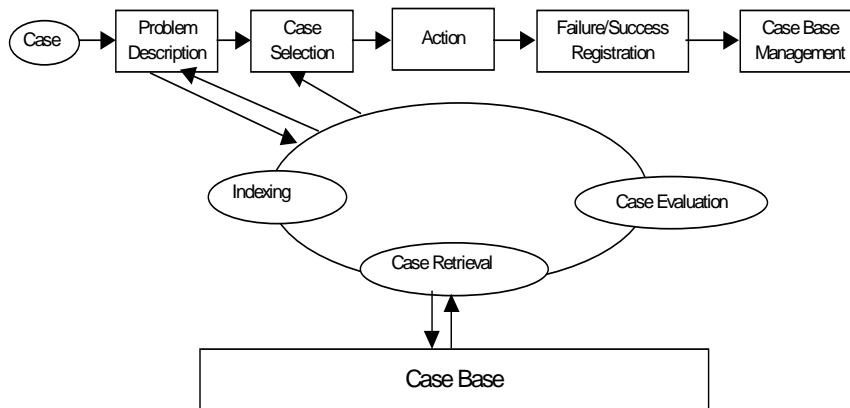 Case
Problem
Description
Case
Selection
Action
Failure/Success
Registration
Case Base
Management
Indexing
Case Evaluation
Case Retrieval
Case Base